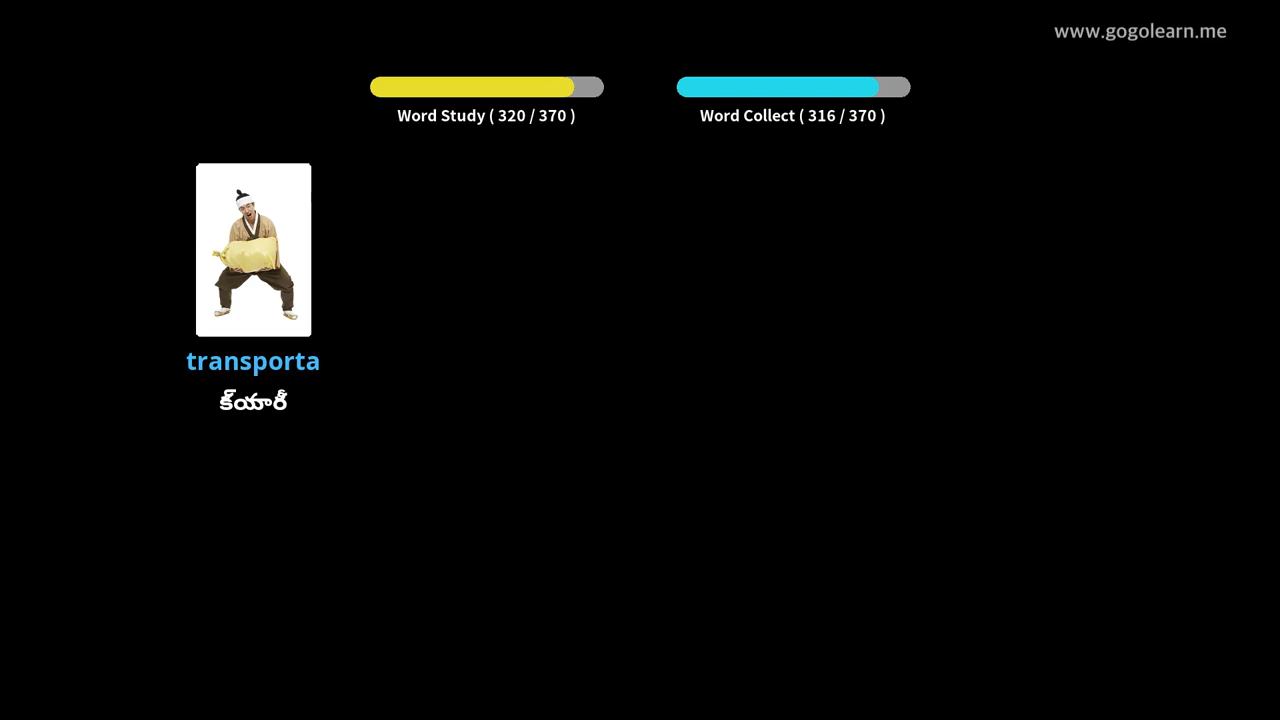 www.gogolearn.me
Word Study ( 320 / 370 )
Word Collect ( 316 / 370 )
transporta
క్‌యారీ